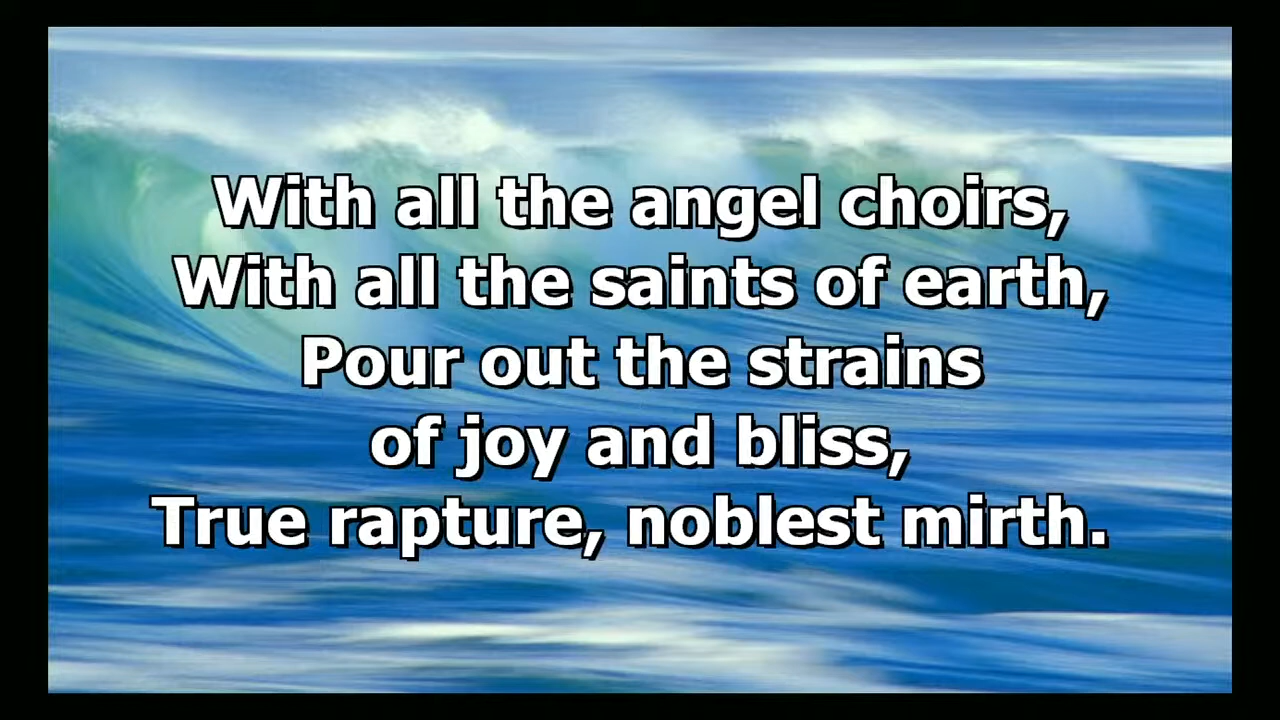 With all the angel choirs,
With all the saints of earth,
Pour out the strains
of joy and bliss,
True rapture, noblest mirth.